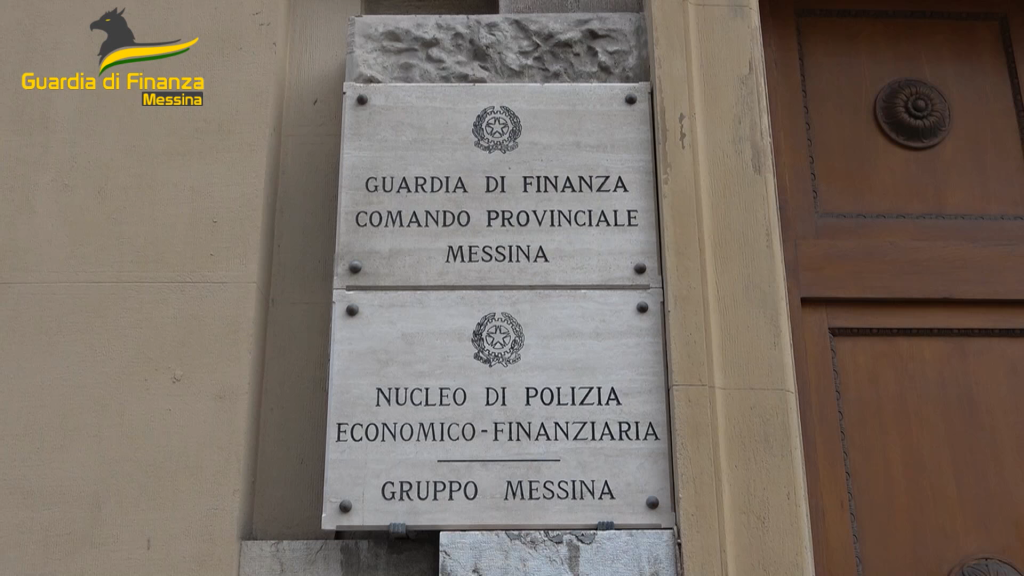 Guardia di Finanza
Messina
GUARDIA DI FINANZA
COMANDO PROVINCIALE
MESSINA
NUCLEO DI POLIZIA
ECONOMICO-FINANZIARIA
GRUPPO MESSINA